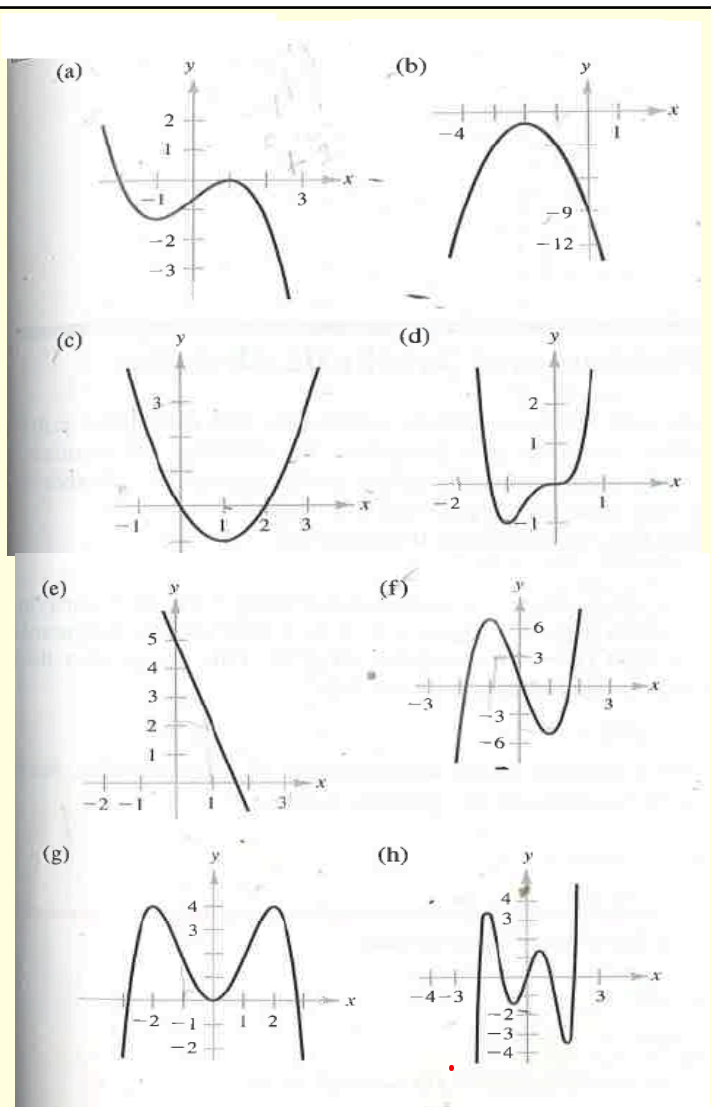 (a) y
2
1
-1 3 x
-2
-3
(b) y
x
-4 1
-9
-12
(c) y
3
-1 1 2 3 x
(d) y
2
1
-2 1 x
-1
(e) y
5
4
3
2
1
-2 -1 1 3 x
(f) y
6
3
-3 3 x
-3
-6
(g) y
4
3
-2 -1 1 2 x
-2
(h) y
4
3
-4 -3 3 x
-2
-3
-4